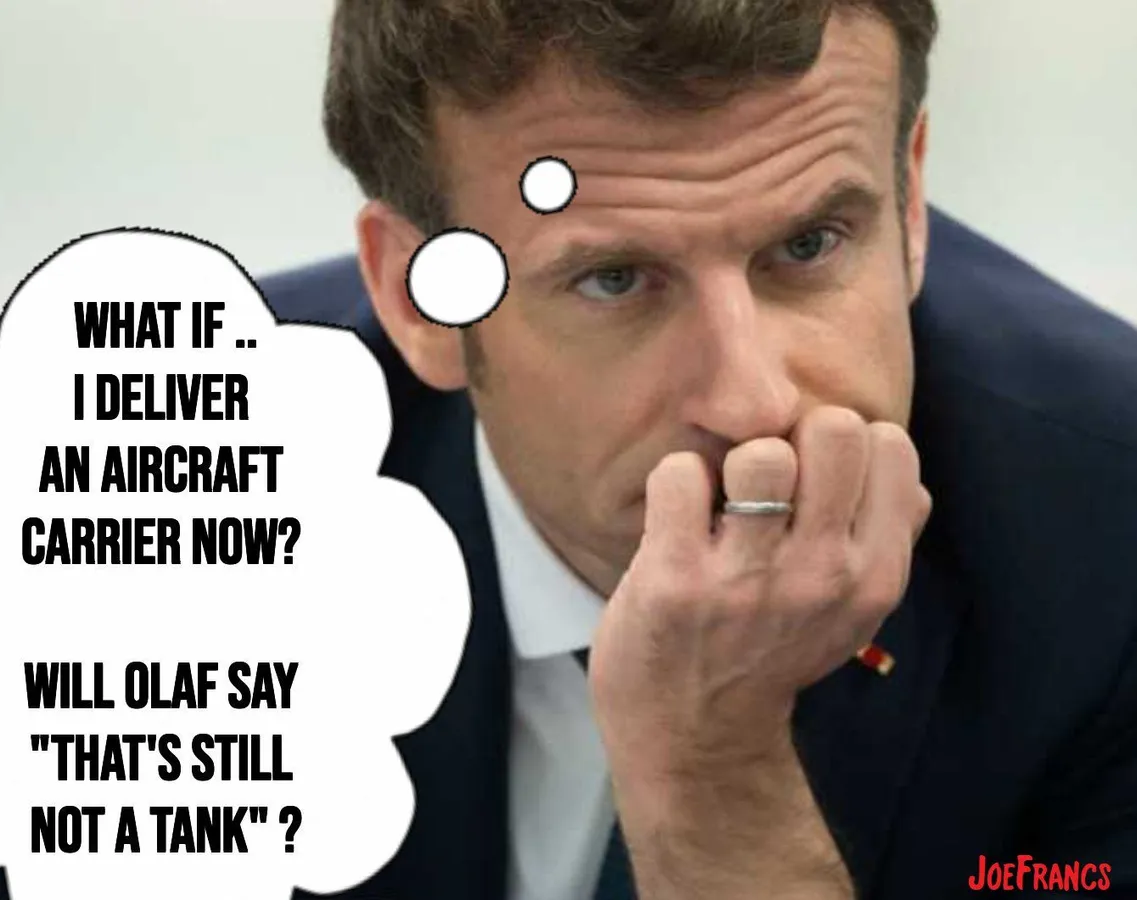 WHAT IF ..
I DELIVER
AN AIRCRAFT
CARRIER NOW?
WILL OLAF SAY
"THAT'S STILL
NOT A TANK" ?
JOEFRANCS